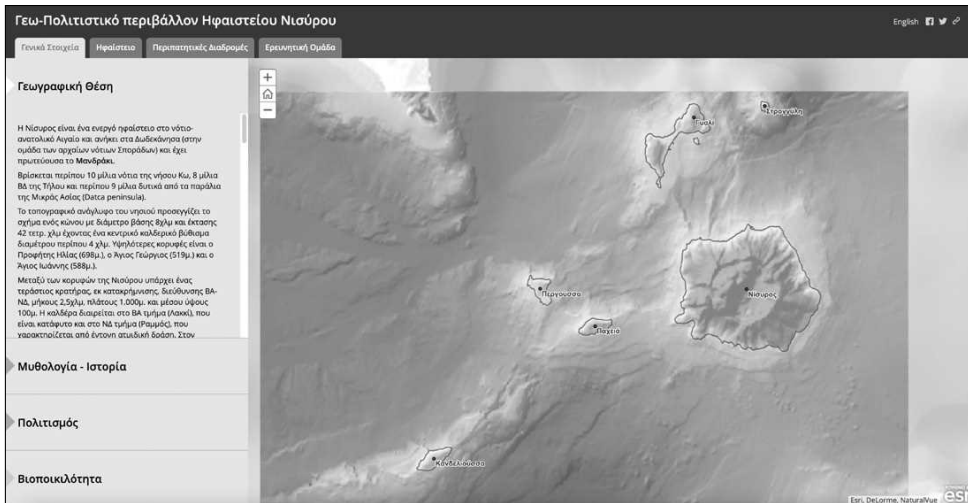 Γεω-Πολιτιστικό περιβάλλον Ηφαιστείου Νισύρου
English
Γενικά Στοιχεία
Ηφαίστειο
Περιπατητικές Διαδρομές
Ερευνητική Ομάδα
Γεωγραφική Θέση
Η Νίσυρος είναι ένα ενεργό ηφαίστειο στο νότιο-
ανατολικό Αιγαίο και ανήκει στα Δωδεκάνησα (στην
ομάδα των αρχαίων νότιων Σποράδων) και έχει
πρωτεύουσα το Μανδράκι.
Βρίσκεται περίπου 10 μίλια νότια της νήσου Κω, 8 μίλια
ΒΔ της Τήλου και περίπου 9 μίλια δυτικά από τα παράλια
της Μικράς Ασίας (Datca peninsula).
Το τοπογραφικό ανάγλυφο του νησιού προσεγγίζει το
σχήμα ενός κώνου με διάμετρο βάσης 8χλμ και έκτασης
42 τετρ. χλμ έχοντας ένα κεντρικό καλδερικό βύθισμα
διαμέτρου περίπου 4 χλμ. Υψηλότερες κορυφές είναι ο
Προφήτης Ηλίας (698μ.), ο Άγιος Γεώργιος (519μ.) και ο
Άγιος Ιωάννης (588μ.).
Μεταξύ των κορυφών της Νισύρου υπάρχει ένας
τεράστιος κρατήρας, εκ κατακρήμνισης, διεύθυνσης ΒΑ-
ΝΔ, μήκους 2,5χλμ, πλάτους 1.000μ. και μέσου ύψους
100μ. Η καλδέρα διαιρείται στο ΒΑ τμήμα (Λακκί), που
είναι κατάφυτο και στο ΝΔ τμήμα (Ραμμός), που
χαρακτηρίζεται από έντονη ατμιδική δράση. Στον
Μυθολογία - Ιστορία
Πολιτισμός
Βιοποικιλότητα
+
−
Γυαλί
Στρογγυλή
Περγούσσα
Παχειά
Νίσυρος
Κανδελιούσσα
Esri, DeLorme, NaturalVue
esri